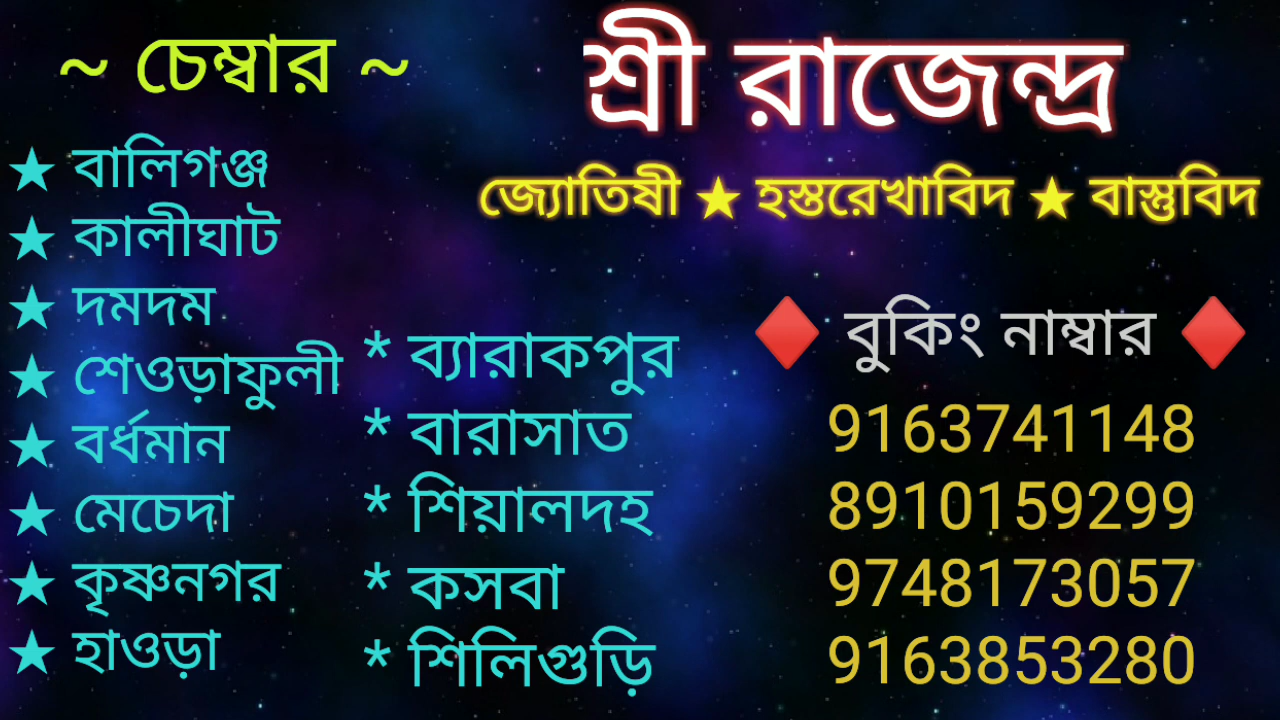 ~ চেম্বার ~
★ বালিগঞ্জ
★ কালীঘাট
★ দমদম
★ শেওড়াফুলী
★ বর্ধমান
★ মেচেদা
★ কৃষ্ণনগর
★ হাওড়া
* ব্যারাকপুর
* বারাসাত
* শিয়ালদহ
* কসবা
* শিলিগুড়ি
শ্রী রাজেন্দ্র
জ্যোতিষী ★ হস্তরেখাবিদ ★ বাস্তুবিদ
♦ বুকিং নাম্বার ♦
9163741148
8910159299
9748173057
9163853280